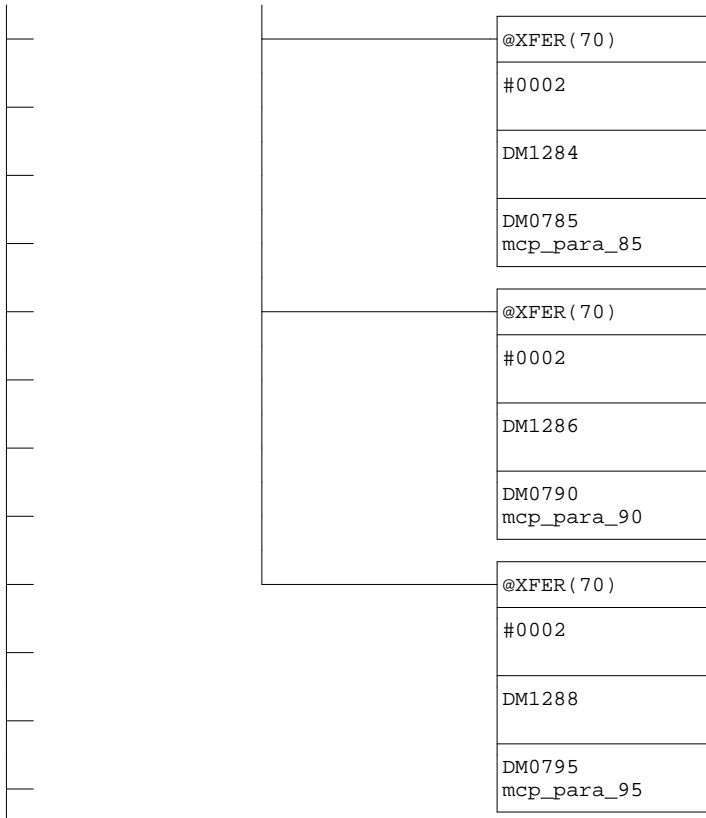 @XFER(70)
#0002
DM1284
DM0785
mcp_para_85
@XFER(70)
#0002
DM1286
DM0790
mcp_para_90
@XFER(70)
#0002
DM1288
DM0795
mcp_para_95